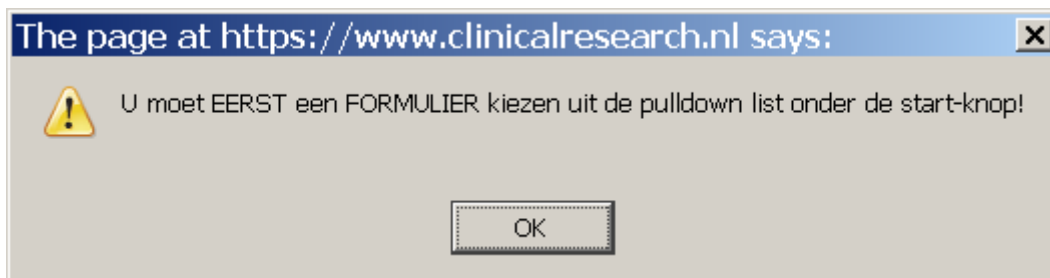 The page at https://www.clinicalresearch.nl says:
U moet EERST een FORMULIER kiezen uit de pulldown list onder de start-knop!
OK